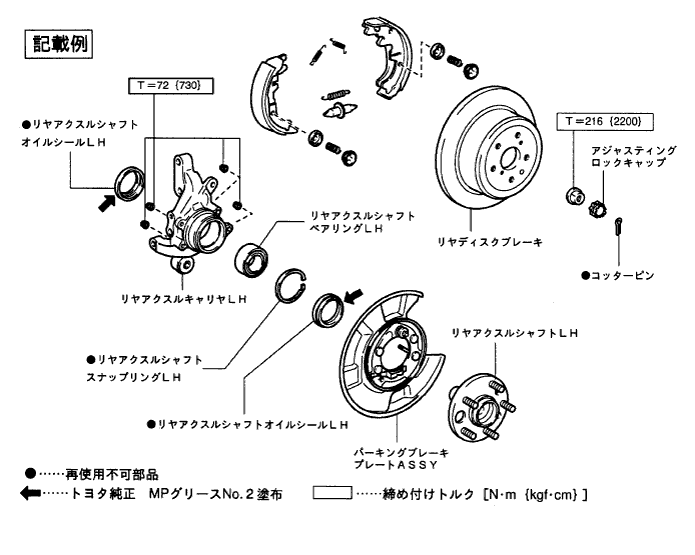 記載例
T=72 {730}
●リヤアクスルシャフト
オイルシールLH
T=216 {2200}
アジャスティング
ロックキャップ
リヤアクスルシャフト
ベアリングLH
リヤディスクブレーキ
●コッターピン
リヤアクスルキャリヤLH
リヤアクスルシャフトLH
●リヤアクスルシャフト
スナップリングLH
●リヤアクスルシャフトオイルシールLH
パーキングブレーキ
プレートASSY
●……再使用不可部品
……トヨタ純正 MPグリースNo.2塗布
……締め付けトルク [N·m {kgf·cm}]